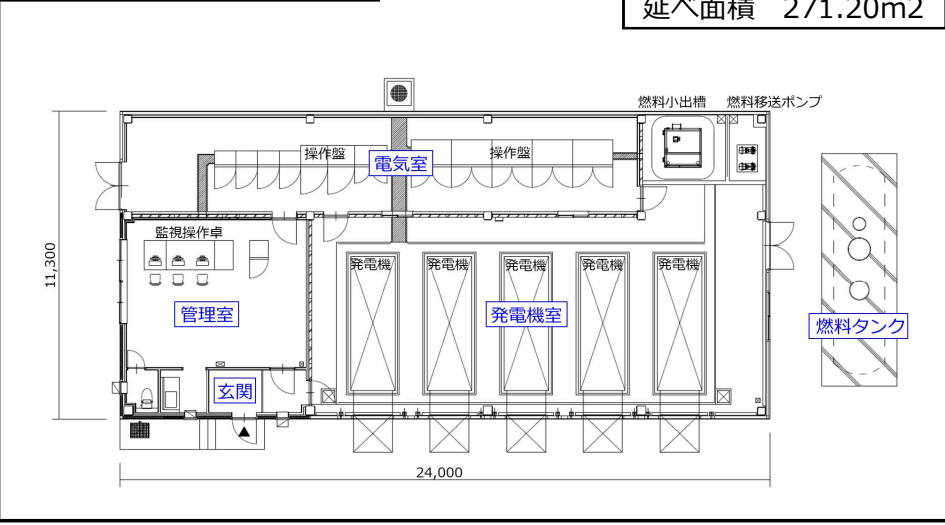 延べ面積 271.20m2
燃料小出槽 燃料移送ポンプ
操作盤 電気室 操作盤
監視操作卓
11,300
発電機 発電機 発電機 発電機 発電機
管理室 発電機室
燃料タンク
玄関
24,000